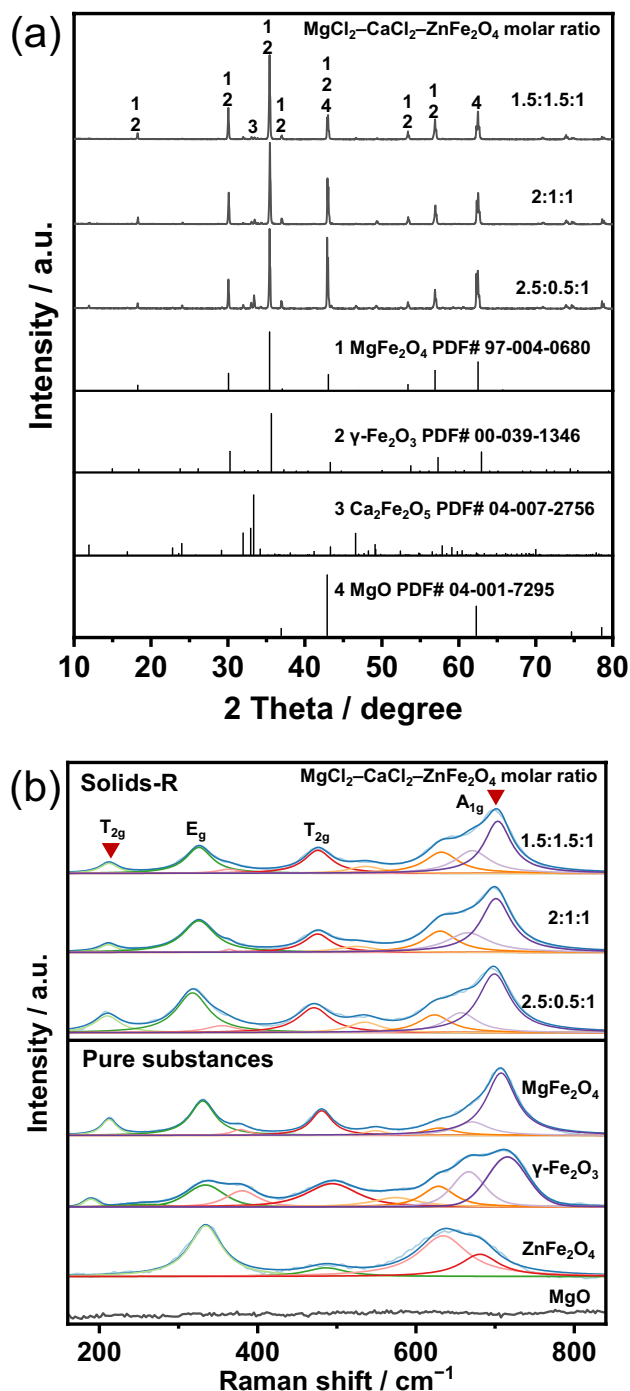 (a)
MgCl₂–CaCl₂–ZnFe₂O₄ molar ratio
1
2
1
2
1
2
3
1
2
1
2
4
1
2
1
2
4
1.5:1.5:1
2:1:1
2.5:0.5:1
1 MgFe₂O₄ PDF# 97-004-0680
2 γ-Fe₂O₃ PDF# 00-039-1346
3 Ca₂Fe₂O₅ PDF# 04-007-2756
4 MgO PDF# 04-001-7295
Intensity / a.u.
10 20 30 40 50 60 70 80
2 Theta / degree
(b)
Solids-R
MgCl₂–CaCl₂–ZnFe₂O₄ molar ratio
T₂g
Eg
T₂g
A₁g
1.5:1.5:1
2:1:1
2.5:0.5:1
Pure substances
MgFe₂O₄
γ-Fe₂O₃
ZnFe₂O₄
MgO
Intensity / a.u.
200 400 600 800
Raman shift / cm⁻¹